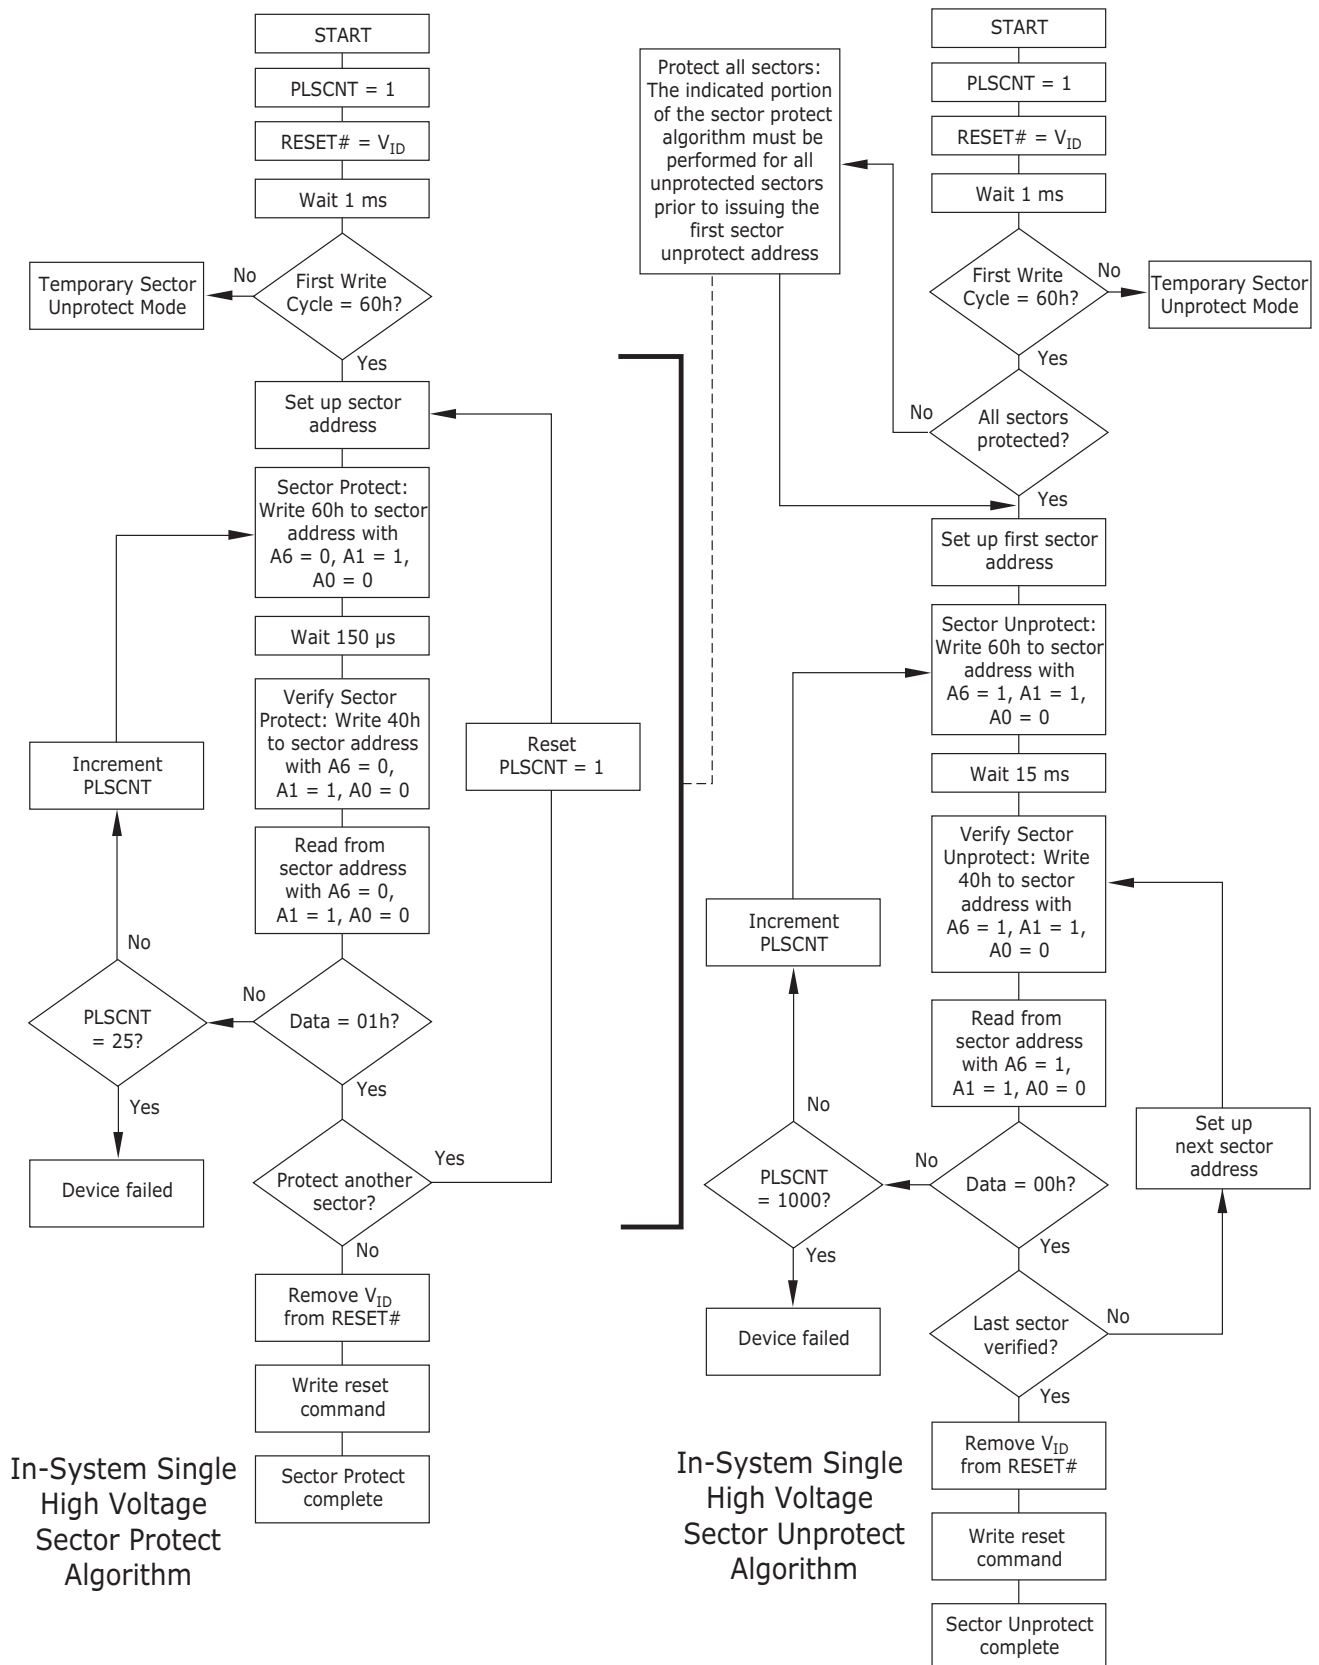 START
PLSCNT = 1
RESET# = VID
Wait 1 ms
First Write
Cycle = 60h?
No
Temporary Sector
Unprotect Mode
Yes
Set up sector
address
Sector Protect:
Write 60h to sector
address with
A6 = 0, A1 = 1,
A0 = 0
Wait 150 µs
Verify Sector
Protect: Write 40h
to sector address
with A6 = 0,
A1 = 1, A0 = 0
Reset
PLSCNT = 1
Increment
PLSCNT
Read from
sector address
with A6 = 0,
A1 = 1, A0 = 0
No
No
PLSCNT
= 25?
Data = 01h?
Yes
Yes
Device failed
Protect another
sector?
Yes
No
Remove VID
from RESET#
Write reset
command
Sector Protect
complete
In-System Single
High Voltage
Sector Protect
Algorithm
Protect all sectors:
The indicated portion
of the sector protect
algorithm must be
performed for all
unprotected sectors
prior to issuing the
first sector
unprotect address
START
PLSCNT = 1
RESET# = VID
Wait 1 ms
First Write
Cycle = 60h?
No
Temporary Sector
Unprotect Mode
Yes
No
All sectors
protected?
Yes
Set up first sector
address
Sector Unprotect:
Write 60h to sector
address with
A6 = 1, A1 = 1,
A0 = 0
Wait 15 ms
Verify Sector
Unprotect: Write
40h to sector
address with
A6 = 1, A1 = 1,
A0 = 0
Increment
PLSCNT
Read from
sector address
with A6 = 1,
A1 = 1, A0 = 0
No
Set up
next sector
address
No
PLSCNT
= 1000?
Data = 00h?
Yes
Yes
Device failed
Last sector
verified?
No
Yes
Remove VID
from RESET#
Write reset
command
Sector Unprotect
complete
In-System Single
High Voltage
Sector Unprotect
Algorithm